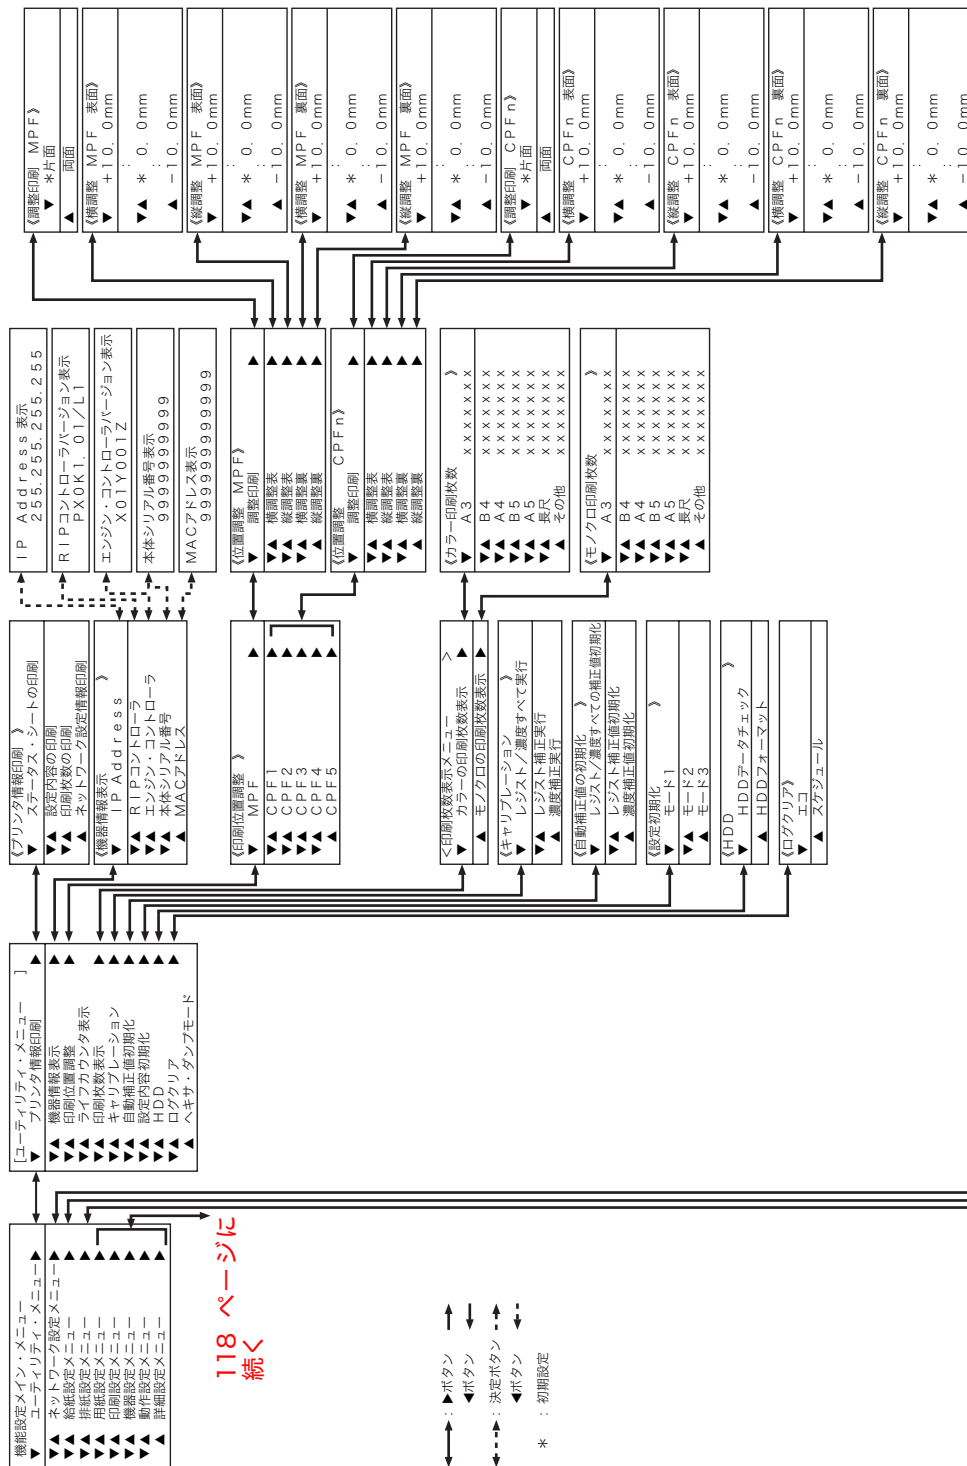 機能設定メイン・メニュー
▼ ユーティリティ・メニュー▶
▼▲ ネットワーク設定メニュー▶
▼▲ 給紙設定メニュー ▶
▼▲ 排紙設定メニュー ▶
▼▲ 用紙設定メニュー ▶
▼▲ 印刷設定メニュー ▶
▼▲ 機器設定メニュー ▶
▼▲ 動作設定メニュー ▶
▲ 詳細設定メニュー ▶
118 ページに
続く
: ▶ボタン
◀ボタン
: 決定ボタン
◀ボタン
* : 初期設定
[ユーティリティ・メニュー ]
▼ プリンタ情報印刷 ▶
▼▲ 機器情報表示 ▶
▼▲ 印刷位置調整 ▶
▼▲ ライフカウンタ表示
▼▲ 印刷枚数表示 ▶
▼▲ キャリブレーション ▶
▼▲ 自動補正値初期化 ▶
▼▲ 設定内容初期化 ▶
▼▲ HDD ▶
▼▲ ログクリア ▶
▲ ヘキサ・ダンプモード
《プリンタ情報印刷 》
▼ ステータス・シートの印刷
▼▲ 設定内容の印刷
▼▲ 印刷枚数の印刷
▲ ネットワーク設定情報印刷
《機器情報表示 》
▼ IP Address ▶
▼▲ RIPコントローラ ▶
▼▲ エンジン・コントローラ ▶
▼▲ 本体シリアル番号 ▶
▲ MACアドレス ▶
《印刷位置調整 》
▼ MPF ▶
▼▲ CPF1 ▶
▼▲ CPF2 ▶
▼▲ CPF3 ▶
▼▲ CPF4 ▶
▲ CPF5 ▶
<印刷枚数表示メニュー >
▼ カラーの印刷枚数表示 ▶
▲ モノクロの印刷枚数表示 ▶
《キャリブレーション 》
▼ レジスト/濃度すべて実行
▼▲ レジスト補正実行
▲ 濃度補正実行
《自動補正値の初期化 》
▼ レジスト/濃度すべての補正値初期化
▼▲ レジスト補正値初期化
▲ 濃度補正値初期化
《設定初期化 》
▼ モード1
▼▲ モード2
▲ モード3
《HDD 》
▼ HDDデータチェック
▲ HDDフォーマット
《ログクリア》
▼ エコ
▲ スケジュール
IP Address 表示
255.255.255.255
RIPコントローラバージョン表示
PX0K1.01/L1
エンジン・コントローラバージョン表示
X01Y001Z
本体シリアル番号表示
9999999999
MACアドレス表示
999999999999
《位置調整 MPF》
▼ 調整印刷 ▶
▼▲ 横調整表 ▶
▼▲ 縦調整表 ▶
▼▲ 横調整裏 ▶
▲ 縦調整裏 ▶
《位置調整 CPFn》
▼ 調整印刷 ▶
▼▲ 横調整表 ▶
▼▲ 縦調整表 ▶
▼▲ 横調整裏 ▶
▲ 縦調整裏 ▶
《カラー印刷枚数 》
▼ A3 xxxxxxx
▼▲ B4 xxxxxxx
▼▲ A4 xxxxxxx
▼▲ B5 xxxxxxx
▼▲ A5 xxxxxxx
▼▲ 長尺 xxxxxxx
▲ その他 xxxxxxx
《モノクロ印刷枚数 》
▼ A3 xxxxxxx
▼▲ B4 xxxxxxx
▼▲ A4 xxxxxxx
▼▲ B5 xxxxxxx
▼▲ A5 xxxxxxx
▼▲ 長尺 xxxxxxx
▲ その他 xxxxxxx
《調整印刷 MPF》
▼ *片面
▲ 両面
《横調整 MPF 表面》
▼ +10.0mm
:
▼▲ * 0.0mm
:
▲ −10.0mm
《縦調整 MPF 表面》
▼ +10.0mm
:
▼▲ * 0.0mm
:
▲ −10.0mm
《横調整 MPF 裏面》
▼ +10.0mm
:
▼▲ * 0.0mm
:
▲ −10.0mm
《縦調整 MPF 裏面》
▼ +10.0mm
:
▼▲ * 0.0mm
:
▲ −10.0mm
《調整印刷 CPFn》
▼ *片面
▲ 両面
《横調整 CPFn 表面》
▼ +10.0mm
:
▼▲ * 0.0mm
:
▲ −10.0mm
《縦調整 CPFn 表面》
▼ +10.0mm
:
▼▲ * 0.0mm
:
▲ −10.0mm
《横調整 CPFn 裏面》
▼ +10.0mm
:
▼▲ * 0.0mm
:
▲ −10.0mm
《縦調整 CPFn 裏面》
▼ +10.0mm
:
▼▲ * 0.0mm
:
▲ −10.0mm